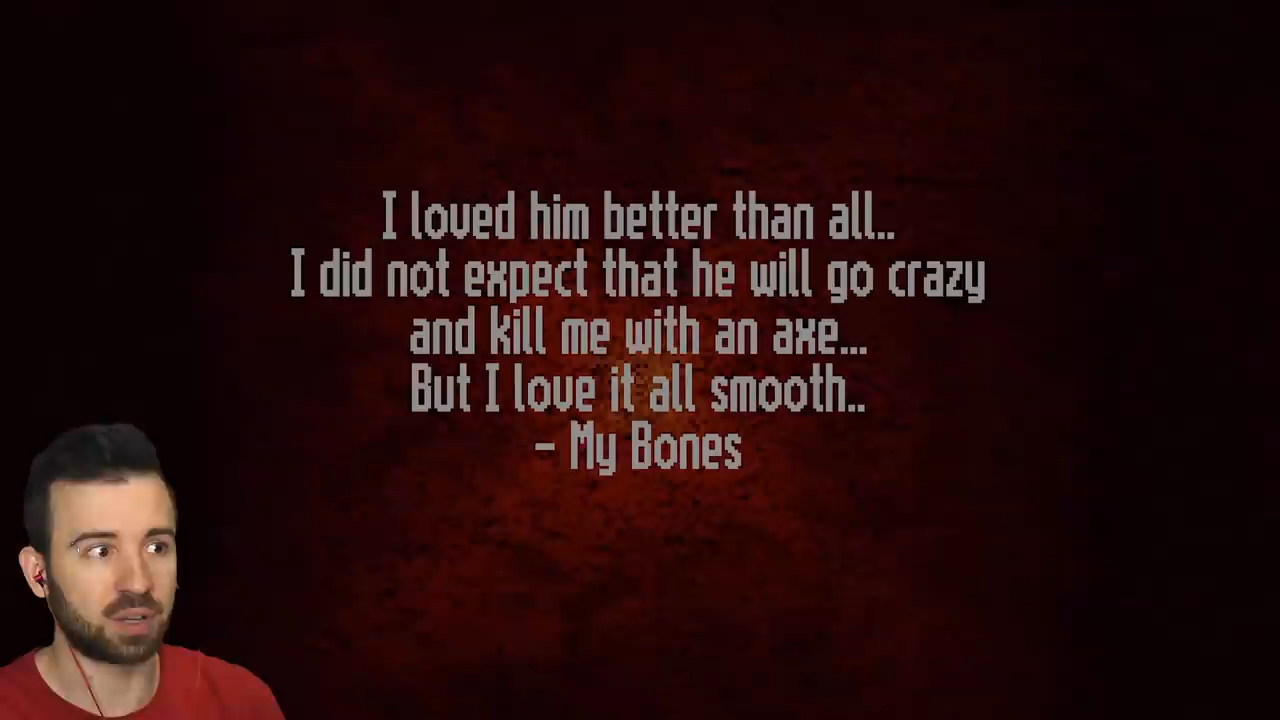 I loved him better than all..
I did not expect that he will go crazy
and kill me with an axe...
But I love it all smooth..
- My Bones